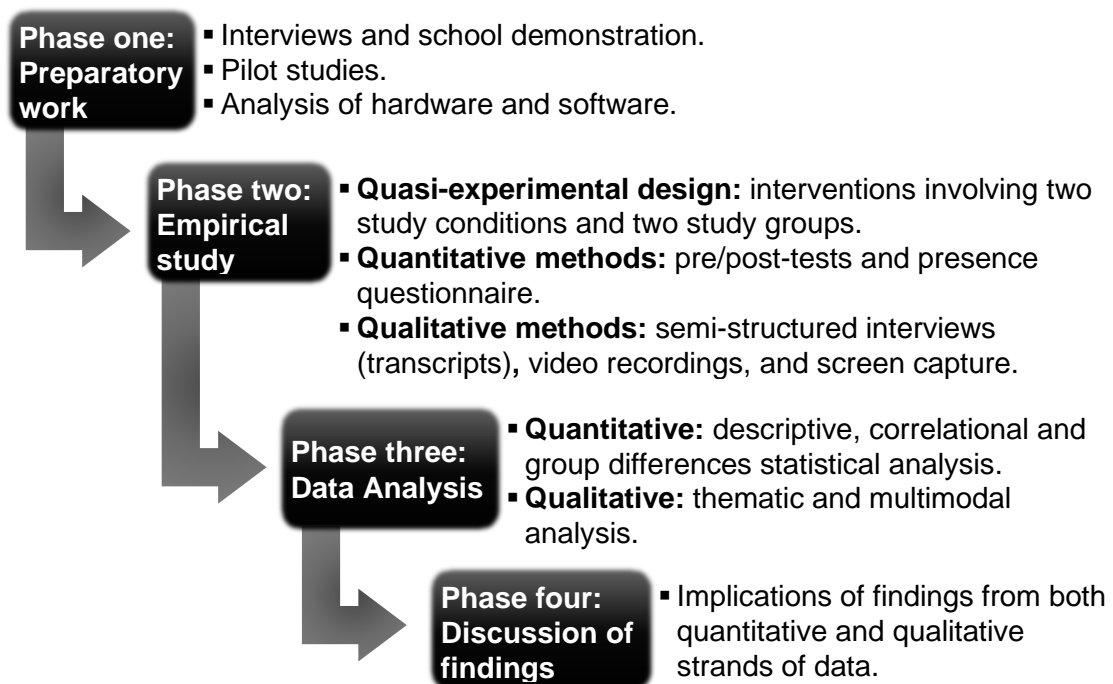 Phase one:
Preparatory
work
▪ Interviews and school demonstration.
▪ Pilot studies.
▪ Analysis of hardware and software.
Phase two:
Empirical
study
▪ Quasi-experimental design: interventions involving two
study conditions and two study groups.
▪ Quantitative methods: pre/post-tests and presence
questionnaire.
▪ Qualitative methods: semi-structured interviews
(transcripts), video recordings, and screen capture.
Phase three:
Data Analysis
▪ Quantitative: descriptive, correlational and
group differences statistical analysis.
▪ Qualitative: thematic and multimodal
analysis.
Phase four:
Discussion of
findings
▪ Implications of findings from both
quantitative and qualitative
strands of data.